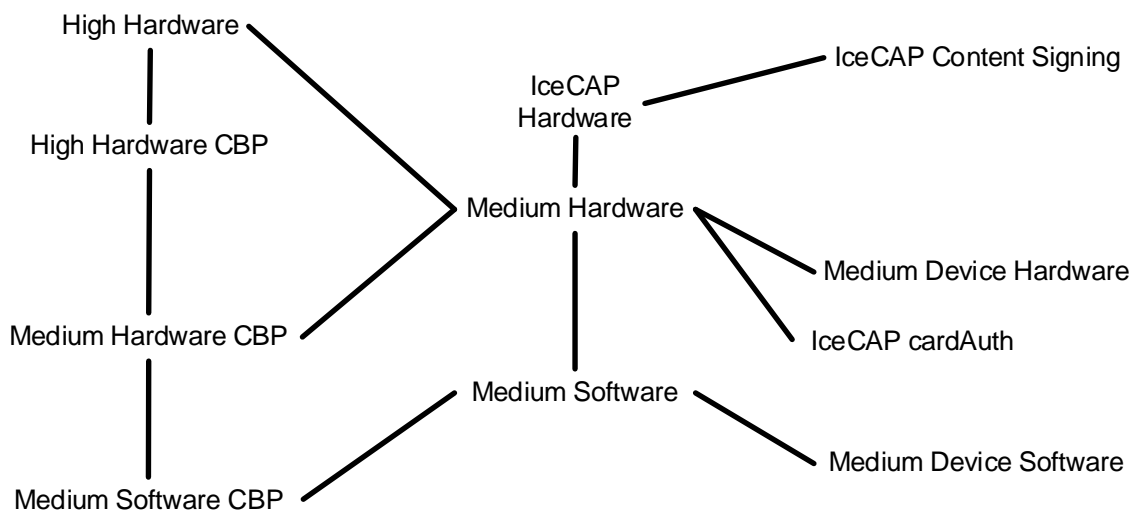 High Hardware
IceCAP Content Signing
IceCAP
Hardware
High Hardware CBP
Medium Hardware
Medium Device Hardware
Medium Hardware CBP
IceCAP cardAuth
Medium Software
Medium Device Software
Medium Software CBP